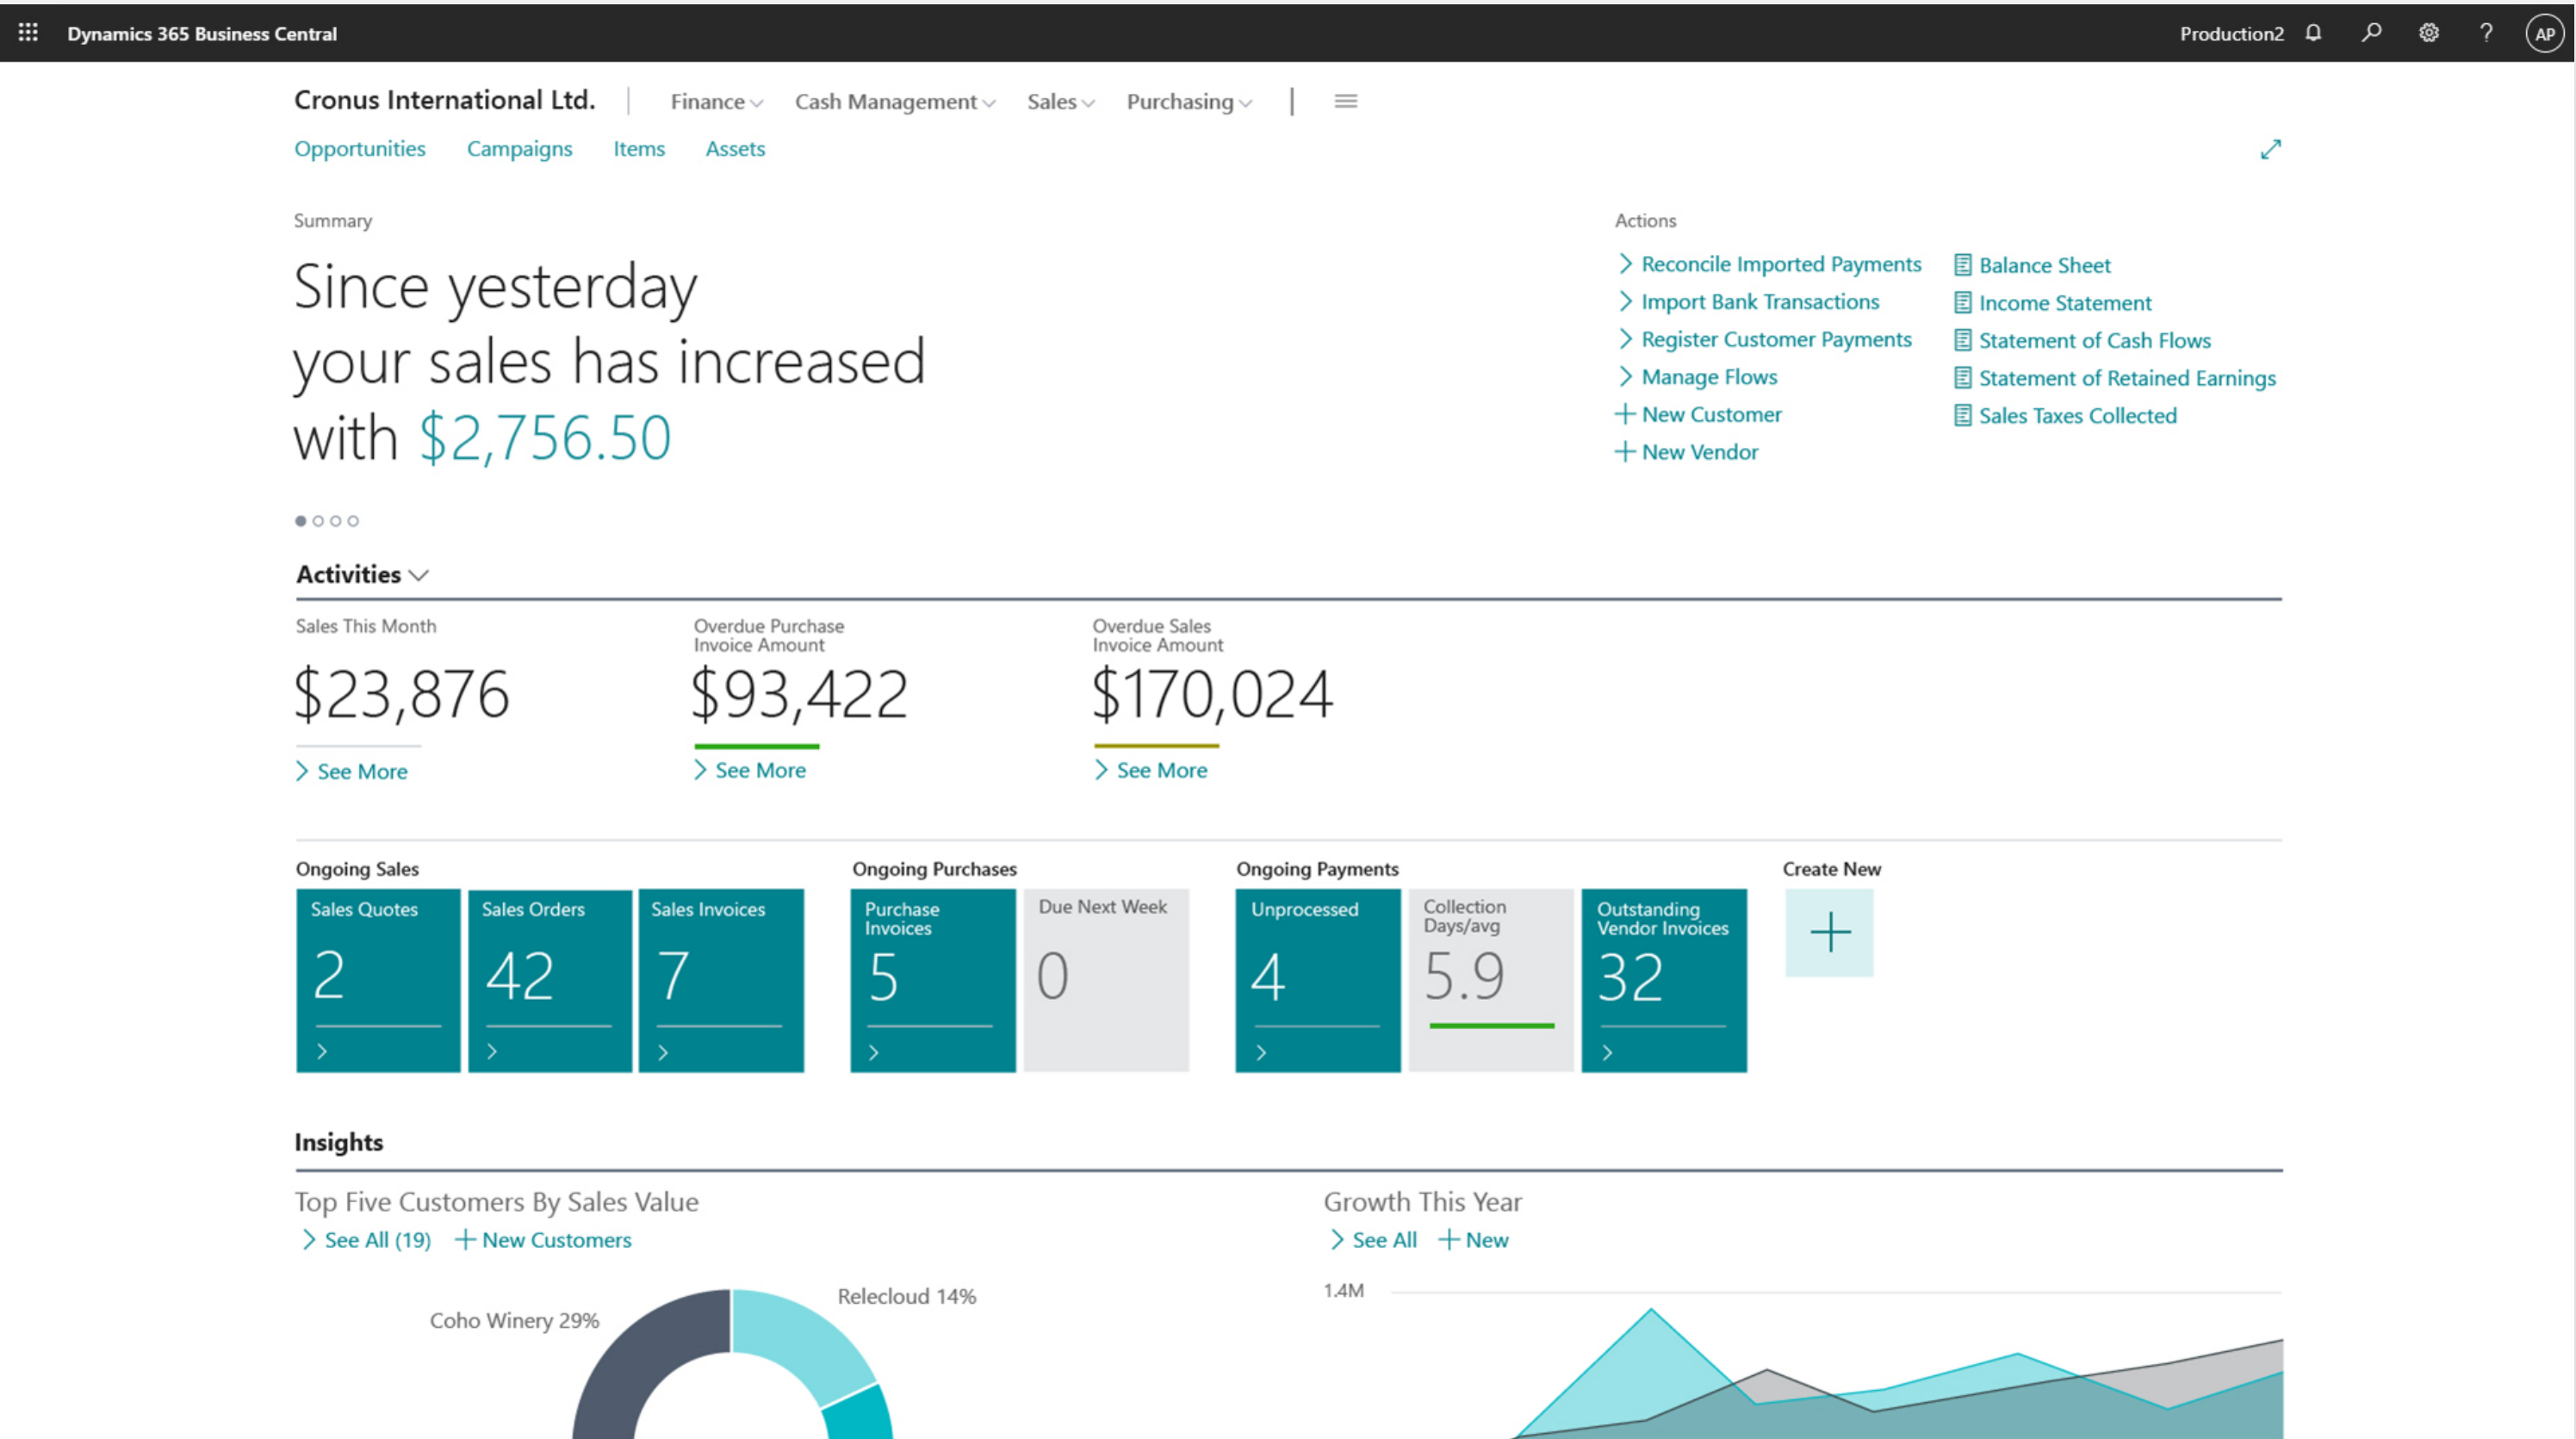 Dynamics 365 Business Central
Production2
?
AP
Cronus International Ltd.
Finance
Cash Management
Sales
Purchasing
Opportunities
Campaigns
Items
Assets
Summary
Since yesterday
your sales has increased
with $2,756.50
Actions
Reconcile Imported Payments
Import Bank Transactions
Register Customer Payments
Manage Flows
New Customer
New Vendor
Balance Sheet
Income Statement
Statement of Cash Flows
Statement of Retained Earnings
Sales Taxes Collected
Activities
Sales This Month
$23,876
See More
Overdue Purchase
Invoice Amount
$93,422
See More
Overdue Sales
Invoice Amount
$170,024
See More
Ongoing Sales
Sales Quotes
2
Sales Orders
42
Sales Invoices
7
Ongoing Purchases
Purchase
Invoices
5
Due Next Week
0
Ongoing Payments
Unprocessed
4
Collection
Days/avg
5.9
Outstanding
Vendor Invoices
32
Create New
Insights
Top Five Customers By Sales Value
See All (19)
New Customers
Coho Winery 29%
Relecloud 14%
Growth This Year
See All
New
1.4M